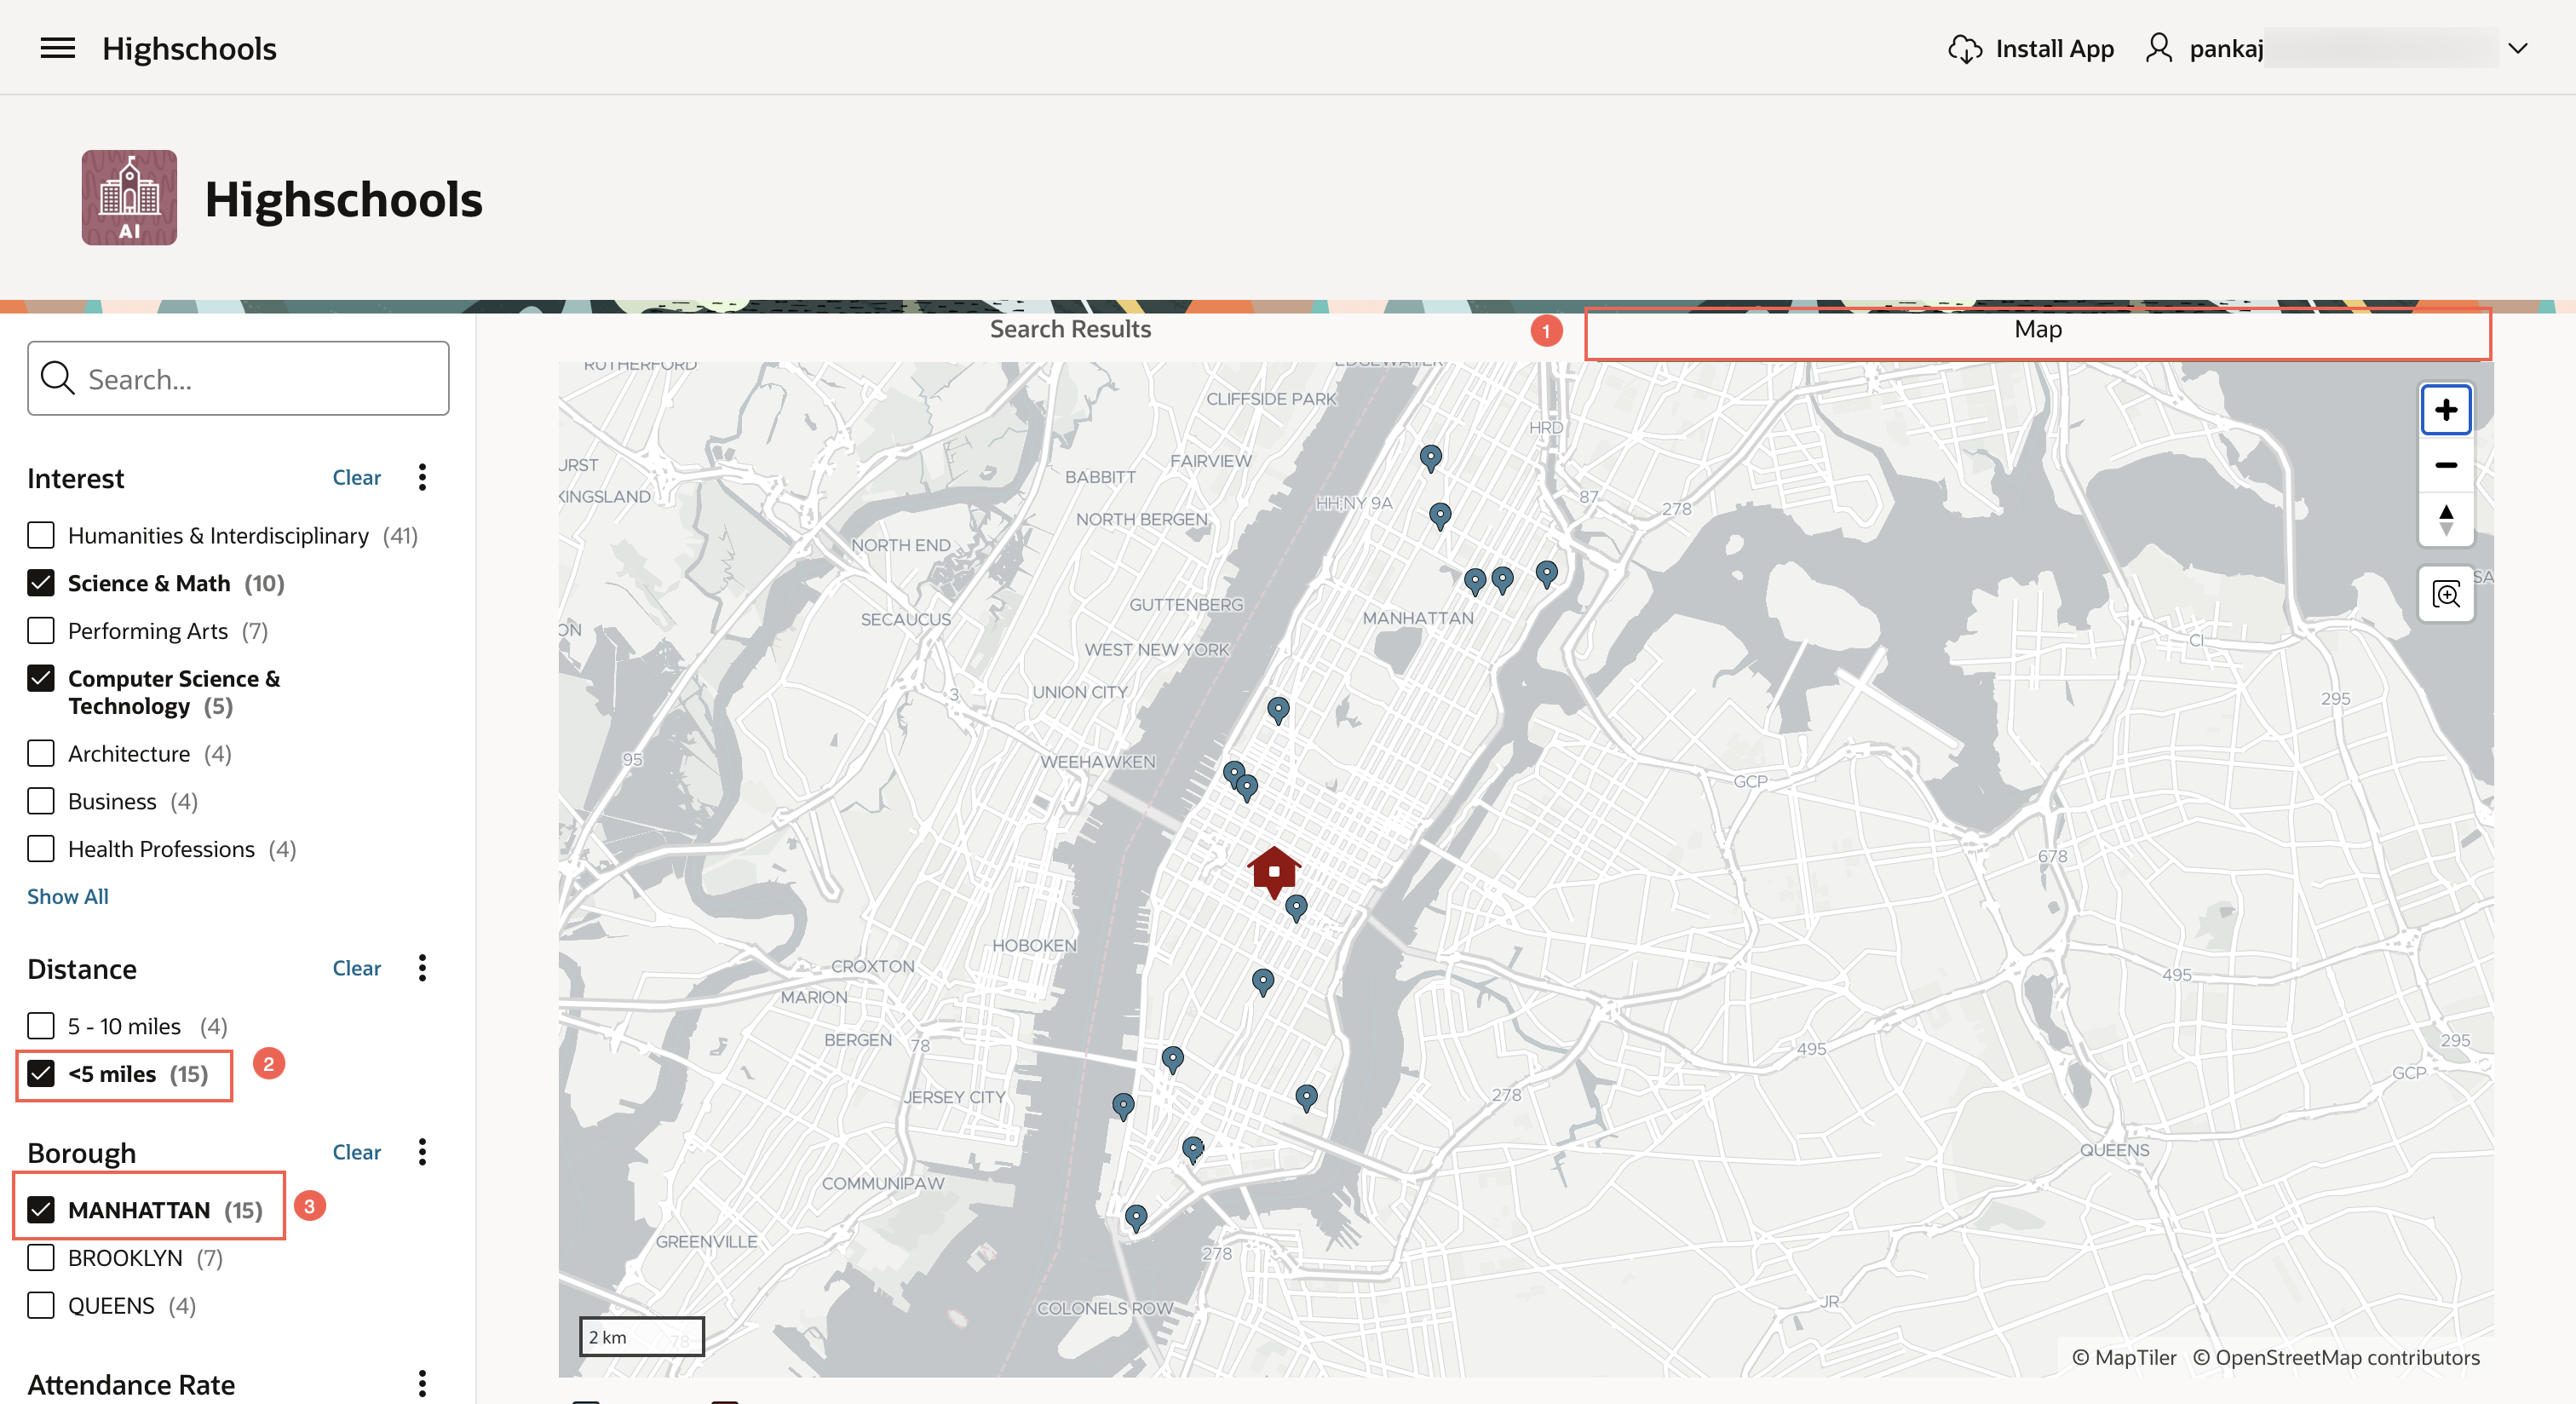 Highschools
Install App
pankaj
AI
Highschools
Search Results
1
Map
Search...
Interest
Clear
Humanities & Interdisciplinary (41)
Science & Math (10)
Performing Arts (7)
Computer Science &
Technology (5)
Architecture (4)
Business (4)
Health Professions (4)
Show All
Distance
Clear
5 - 10 miles (4)
<5 miles (15)
2
Borough
Clear
MANHATTAN (15)
3
BROOKLYN (7)
QUEENS (4)
Attendance Rate
RUTHERFORD
EDGEWATER
CLIFFSIDE PARK
HRD
FAIRVIEW
URST
KINGSLAND
BABBITT
87
278
NY 9A
NORTH BERGEN
NORTH END
SA
GUTTENBERG
SECAUCUS
MANHATTAN
ON
CI
WEST NEW YORK
UNION CITY
3
295
95
WEEHAWKEN
GCP
678
HOBOKEN
CROXTON
495
MARION
BERGEN
78
495
295
GCP
JERSEY CITY
278
QUEENS
COMMUNIPAW
GREENVILLE
278
COLONELS ROW
JR
2 km
78
© MapTiler © OpenStreetMap contributors